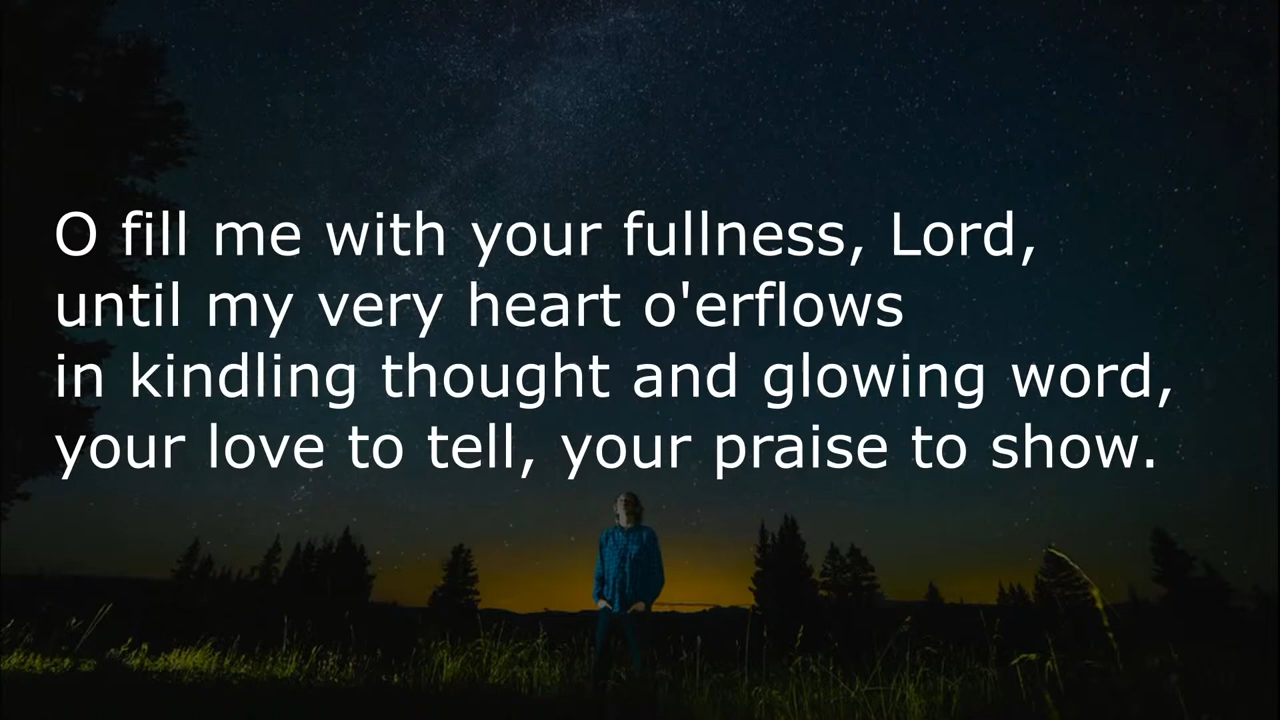 O fill me with your fullness, Lord,
until my very heart o'erflows
in kindling thought and glowing word,
your love to tell, your praise to show.